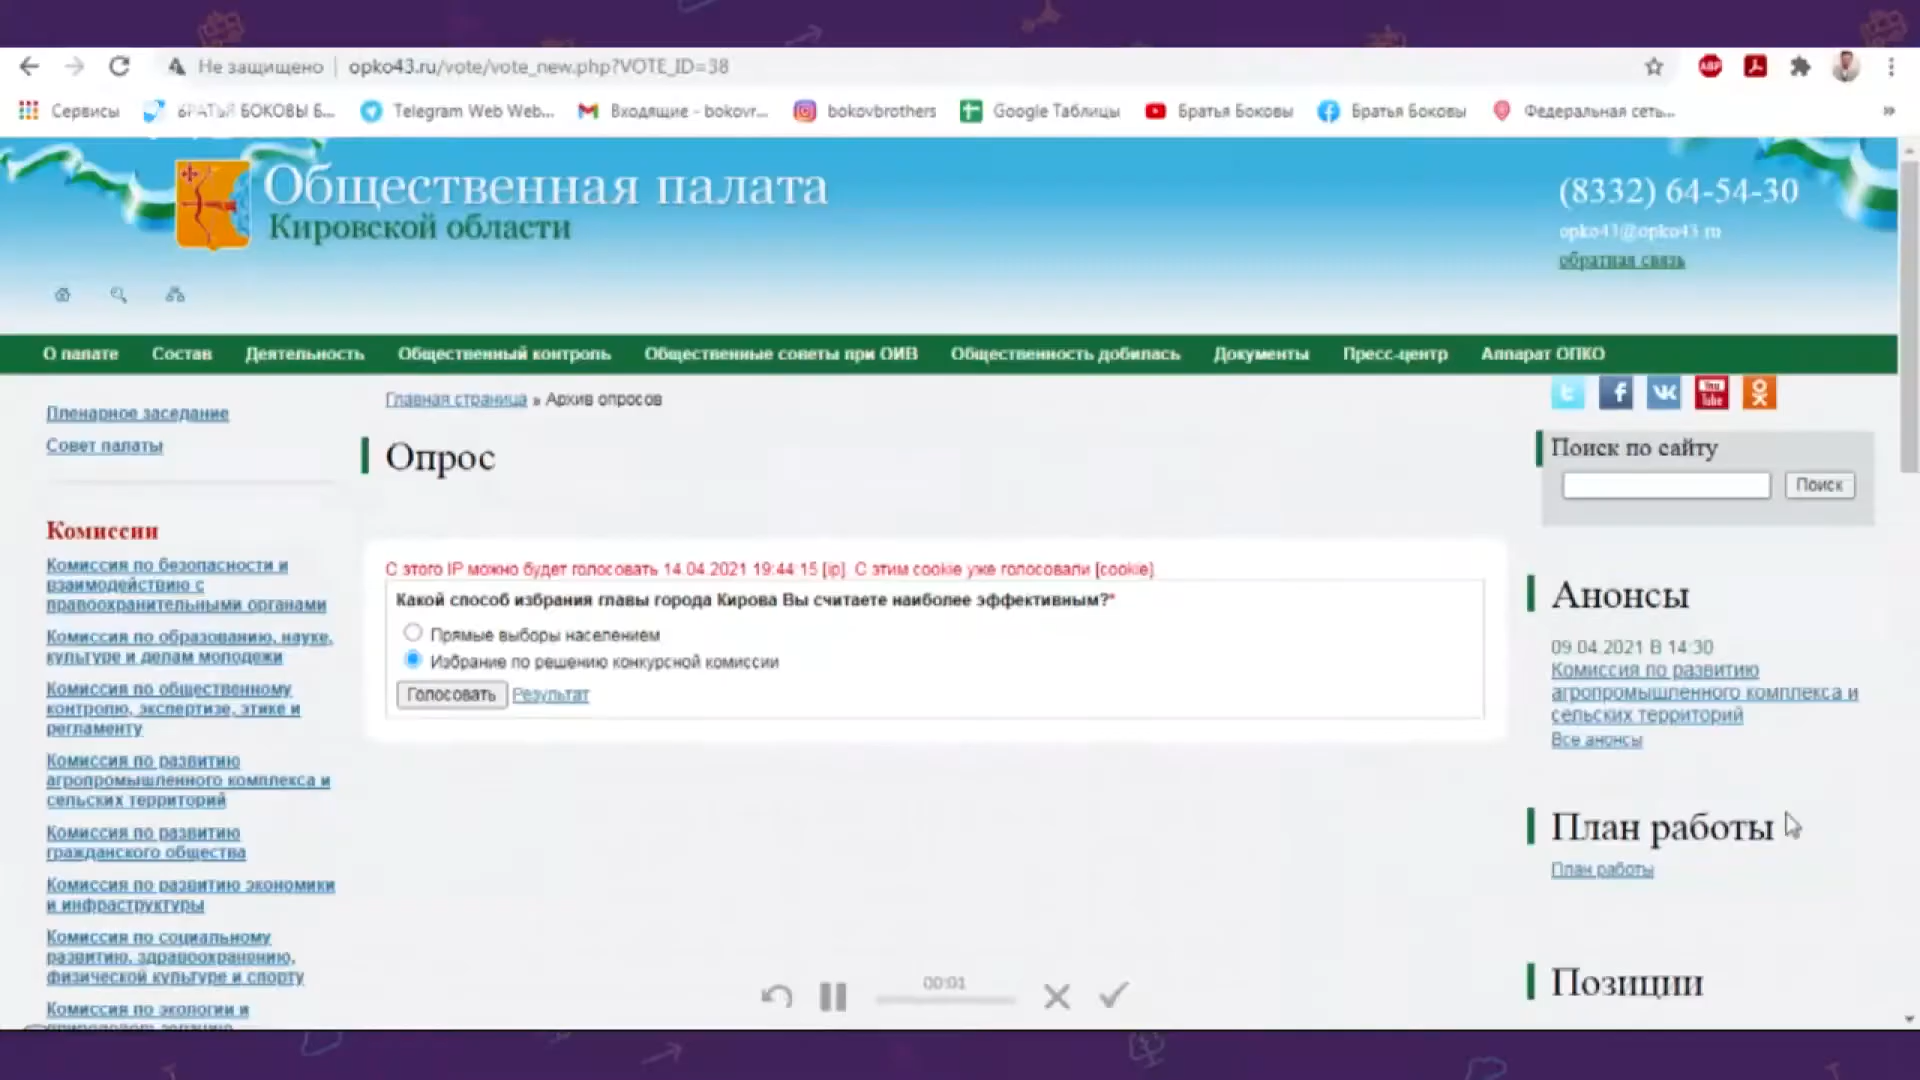 Не защищено
opko43.ru/vote/vote_new.php?VOTE_ID=38
Сервисы
БРАТЬЯ БОКОВЫ Б...
Telegram Web Web...
Входящие - bokovr...
bokovbrothers
Google Таблицы
Братья Боковы
Братья Боковы
Федеральная сеть...
»
Общественная палата
Кировской области
(8332) 64-54-30
opko43@opko43.ru
обратная связь
О палате
Состав
Деятельность
Общественный контроль
Общественные советы при ОИВ
Общественность добилась
Документы
Пресс-центр
Аппарат ОПКО
Пленарное заседание
Совет палаты
Комиссии
Комиссия по безопасности и
взаимодействию с
правоохранительными органами
Комиссия по образованию, науке,
культуре и делам молодежи
Комиссия по общественному
контролю, экспертизе, этике и
регламенту
Комиссия по развитию
агропромышленного комплекса и
сельских территорий
Комиссия по развитию
гражданского общества
Комиссия по развитию экономики
и инфраструктуры
Комиссия по социальному
развитию, здравоохранению,
физической культуре и спорту
Комиссия по экологии и
Главная страница » Архив опросов
Опрос
С этого IP можно будет голосовать 14.04.2021 19:44:15 [ip]. С этим cookie уже голосовали [cookie]
Какой способ избрания главы города Кирова Вы считаете наиболее эффективным?*
Прямые выборы населением
Избрание по решению конкурсной комиссии
Голосовать
Результат
00:01
ABP
You
Tube
Поиск по сайту
Поиск
Анонсы
09.04.2021 В 14:30
Комиссия по развитию
агропромышленного комплекса и
сельских территорий
Все анонсы
План работы
План работы
Позиции